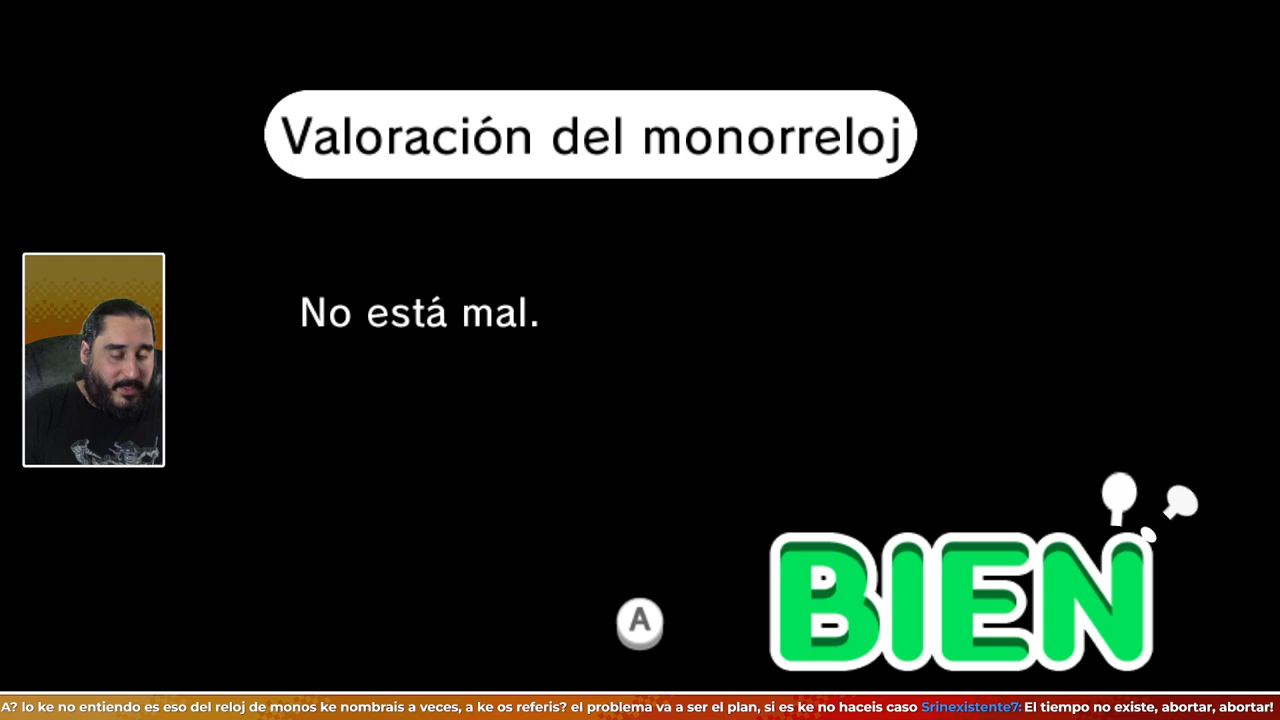 Valoración del monorreloj
No está mal.
A
BIEN
A? lo ke no entiendo es eso del reloj de monos ke nombrais a veces, a ke os referis? el problema va a ser el plan, si es ke no haceis caso Srinexistente7: El tiempo no existe, abortar, abortar!